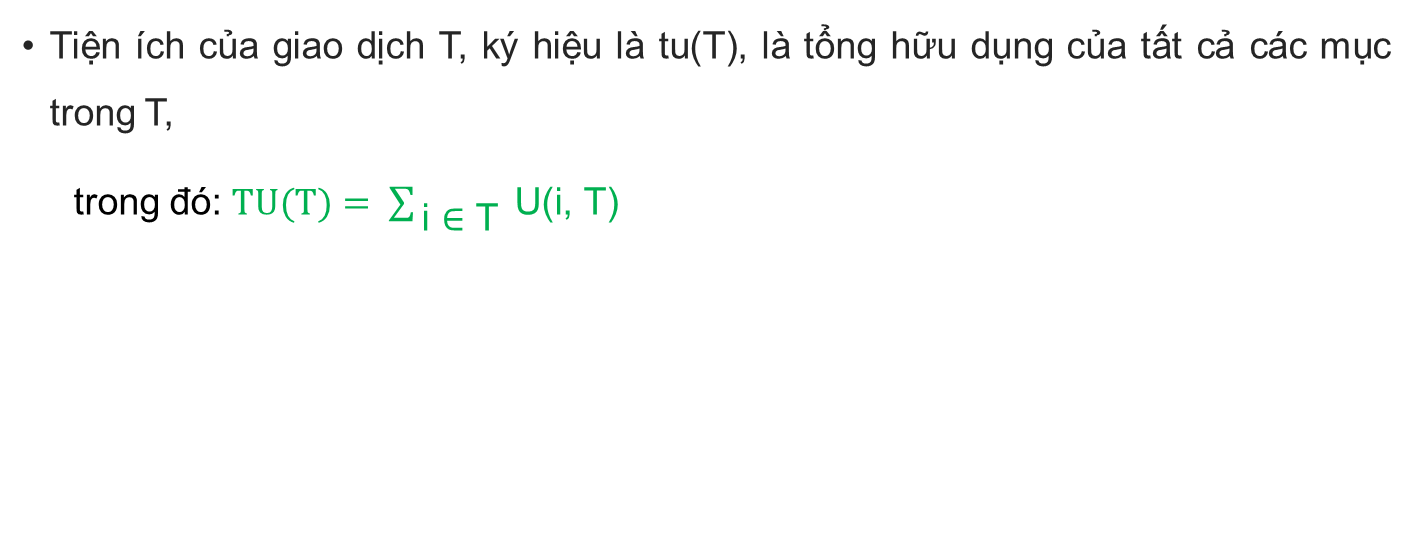 • Tiện ích của giao dịch T, ký hiệu là tu(T), là tổng hữu dụng của tất cả các mục
trong T,
trong đó: TU(T) = ∑i ∈ T U(i, T)